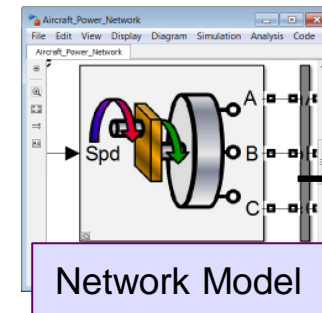 Aircraft_Power_Network
File Edit View Display Diagram Simulation Analysis Code
Aircraft_Power_Network
A
Spd
B
C
Network Model